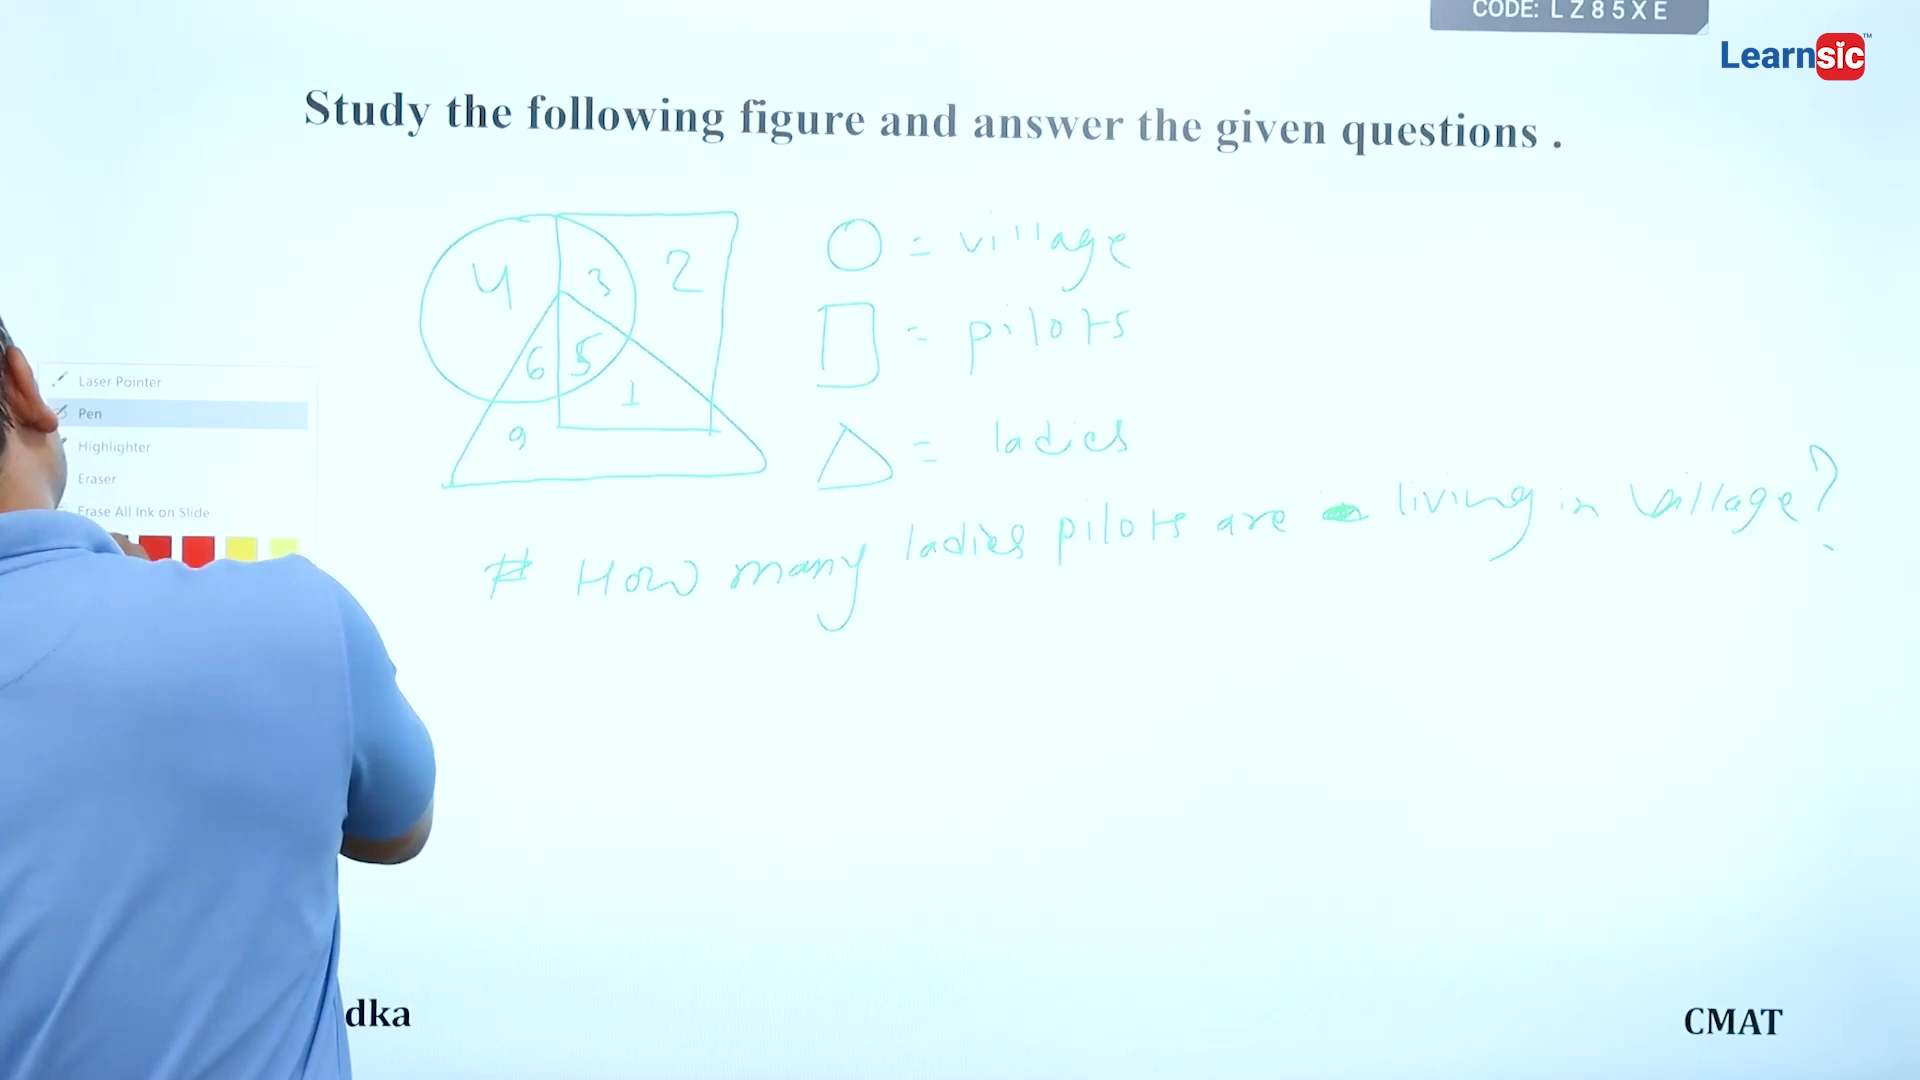 CODE: LZ85XE
Learnsic™
Study the following figure and answer the given questions .
4 3 2
6 5
1
9
= village
= pilots
= ladies
# How many ladies pilots are living in village?
Laser Pointer
Pen
Highlighter
Eraser
Erase All Ink on Slide
dka
CMAT